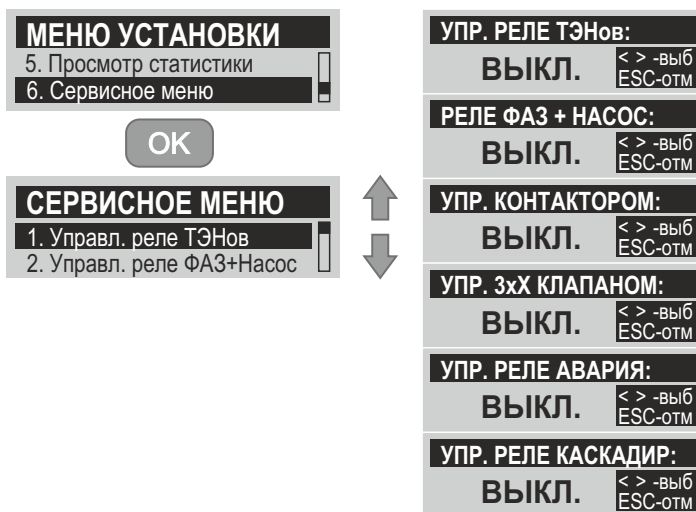 МЕНЮ УСТАНОВКИ
5. Просмотр статистики
6. Сервисное меню
OK
СЕРВИСНОЕ МЕНЮ
1. Управл. реле ТЭНов
2. Управл. реле ФАЗ+Насос
УПР. РЕЛЕ ТЭНов:
ВЫКЛ.
< > -выб
ESC-отм
РЕЛЕ ФАЗ + НАСОС:
ВЫКЛ.
< > -выб
ESC-отм
УПР. КОНТАКТОРОМ:
ВЫКЛ.
< > -выб
ESC-отм
УПР. 3хХ КЛАПАНОМ:
ВЫКЛ.
< > -выб
ESC-отм
УПР. РЕЛЕ АВАРИЯ:
ВЫКЛ.
< > -выб
ESC-отм
УПР. РЕЛЕ КАСКАДИР:
ВЫКЛ.
< > -выб
ESC-отм